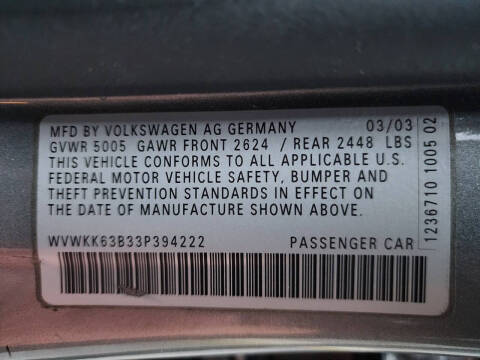 MFD BY VOLKSWAGEN AG GERMANY 03/03
GVWR 5005 GAWR FRONT 2624 / REAR 2448 LBS
THIS VEHICLE CONFORMS TO ALL APPLICABLE U.S.
FEDERAL MOTOR VEHICLE SAFETY, BUMPER AND
THEFT PREVENTION STANDARDS IN EFFECT ON
THE DATE OF MANUFACTURE SHOWN ABOVE.
WVWKK63B33P394222 PASSENGER CAR
1236710 1005 02